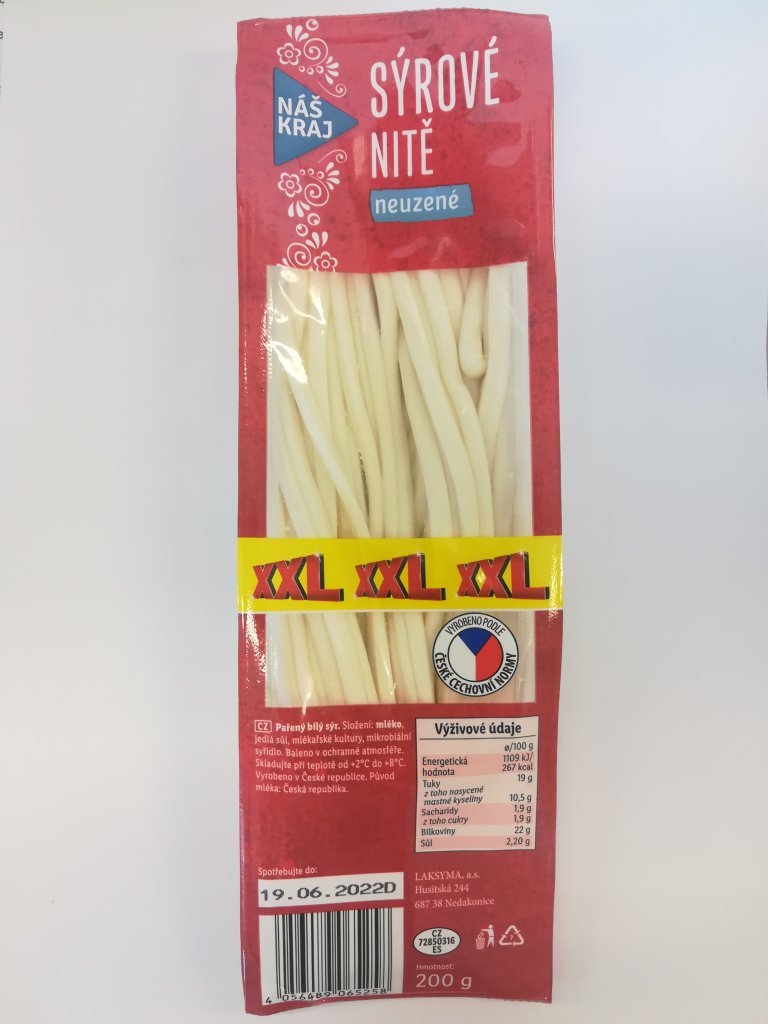 NÁŠ
KRAJ
SÝROVÉ
NITĚ
neuzené
XXL XXL XXL
VYROBENO PODLE
ČESKÉ CECHOVNÍ NORMY
CZ Pařený bílý sýr. Složení: mléko,
jedlá sůl, mlékařské kultury, mikrobiální
syřidlo. Baleno v ochranné atmosféře.
Skladujte při teplotě od +2°C do +8°C.
Vyrobeno v České republice. Původ
mléka: Česká republika.
Výživové údaje
ø/100 g
Energetická 1109 kJ/
hodnota 267 kcal
Tuky 19 g
z toho nasycené
mastné kyseliny 10,5 g
Sacharidy 1,9 g
z toho cukry 1,9 g
Bílkoviny 22 g
Sůl 2,20 g
Spotřebujte do:
19.06.2022D
LAKSYMA, a.s.
Husitská 244
687 38 Nedakonice
CZ
72850316
ES
7
Hmotnost:
200 g
4 056489 065258